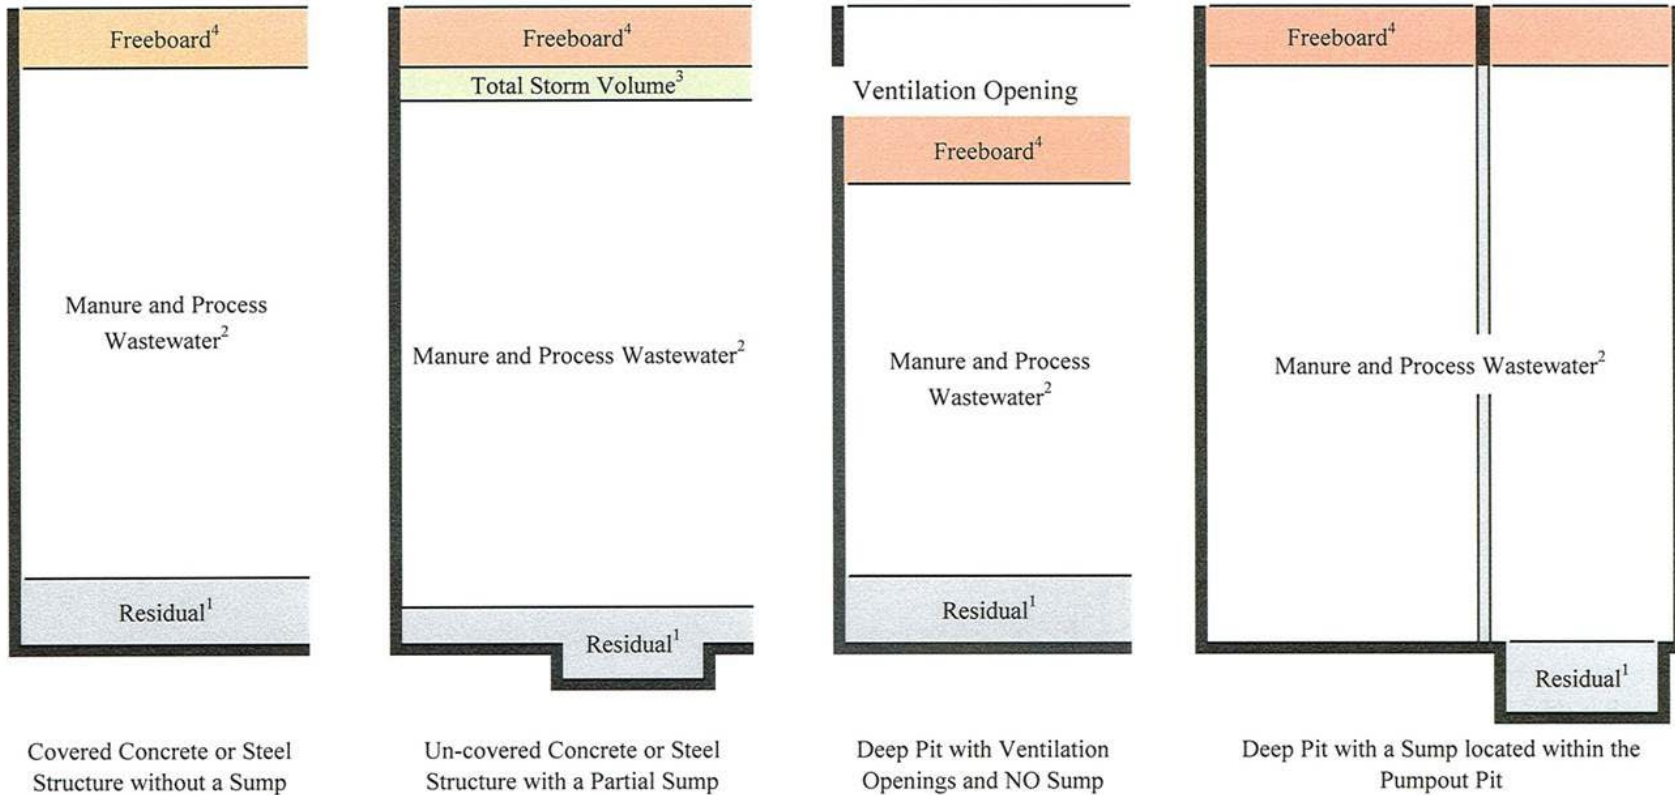 Freeboard⁴
Manure and Process
Wastewater²
Residual¹
Covered Concrete or Steel
Structure without a Sump
Freeboard⁴
Total Storm Volume³
Manure and Process Wastewater²
Residual¹
Un-covered Concrete or Steel
Structure with a Partial Sump
Ventilation Opening
Freeboard⁴
Manure and Process
Wastewater²
Residual¹
Deep Pit with Ventilation
Openings and NO Sump
Freeboard⁴
Manure and Process Wastewater²
Residual¹
Deep Pit with a Sump located within the
Pumpout Pit